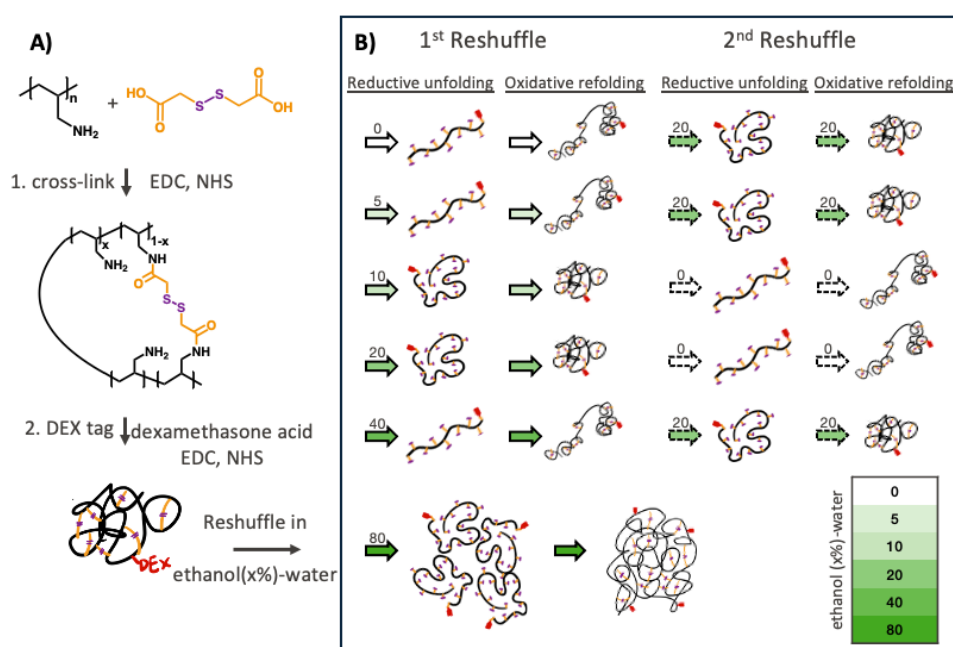 A)
n
NH2
+
HO
O
S
S
O
OH
1. cross-link
EDC, NHS
x
1-x
NH2
NH
O
S
S
O
NH2
NH
2. DEX tag
dexamethasone acid
EDC, NHS
DEX
Reshuffle in
ethanol(x%)-water
B)
1st Reshuffle
2nd Reshuffle
Reductive unfolding
Oxidative refolding
Reductive unfolding
Oxidative refolding
0
20
20
5
20
20
10
0
0
20
0
0
40
20
20
80
ethanol (x%)-water
0
5
10
20
40
80